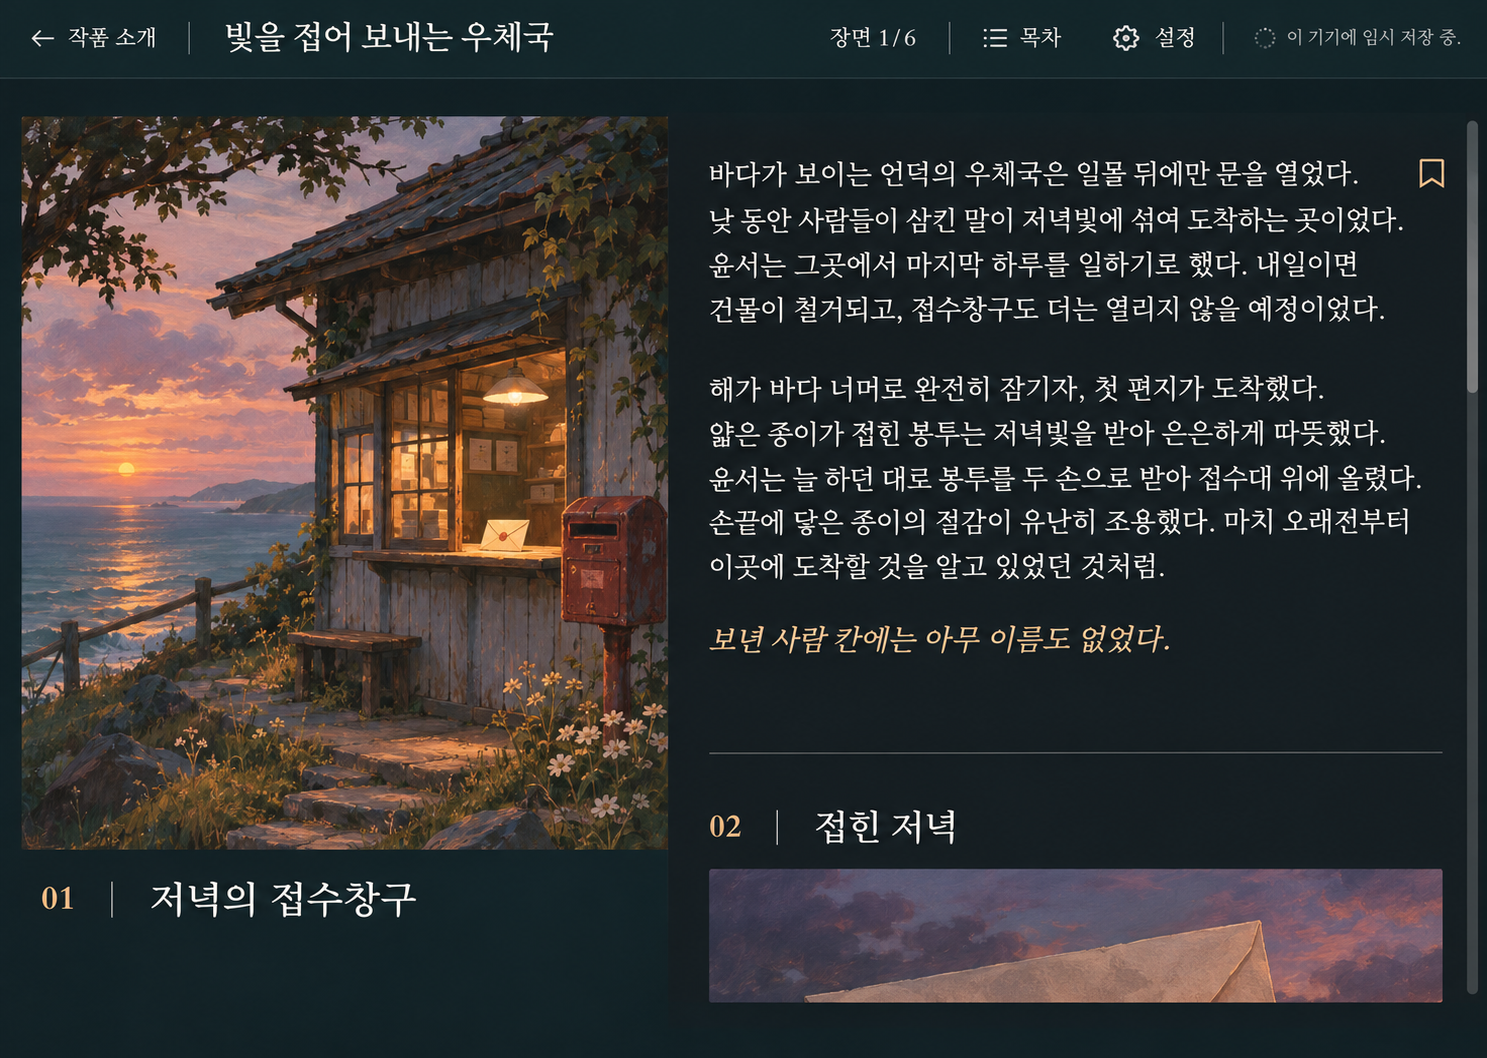 ← 작폼 소개
빛을 접어 보내는 우체국
장면 1/6
목차
설정
이 기기에 임시 저장 중.
바다가 보이는 언덕의 우체국은 일몰 뒤에만 문을 열었다.
낮 동안 사람들이 삼킨 말이 저녁빛에 섞여 도착하는 곳이었다.
윤서는 그곳에서 마지막 하루를 일하기로 했다. 내일이면
건물이 철거되고, 접수창구도 더는 열리지 않을 예정이었다.
해가 바다 너머로 완전히 잠기자, 첫 편지가 도착했다.
얇은 종이가 접힌 봉투는 저녁빛을 받아 은은하게 따뜻했다.
윤서는 늘 하던 대로 봉투를 두 손으로 받아 접수대 위에 올렸다.
손끝에 닿은 종이의 절감이 유난히 조용했다. 마치 오래전부터
이곳에 도착할 것을 알고 있었던 것처럼.
보년 사람 칸에는 아무 이름도 없었다.
01 | 저녁의 접수창구
02 | 접힌 저녁